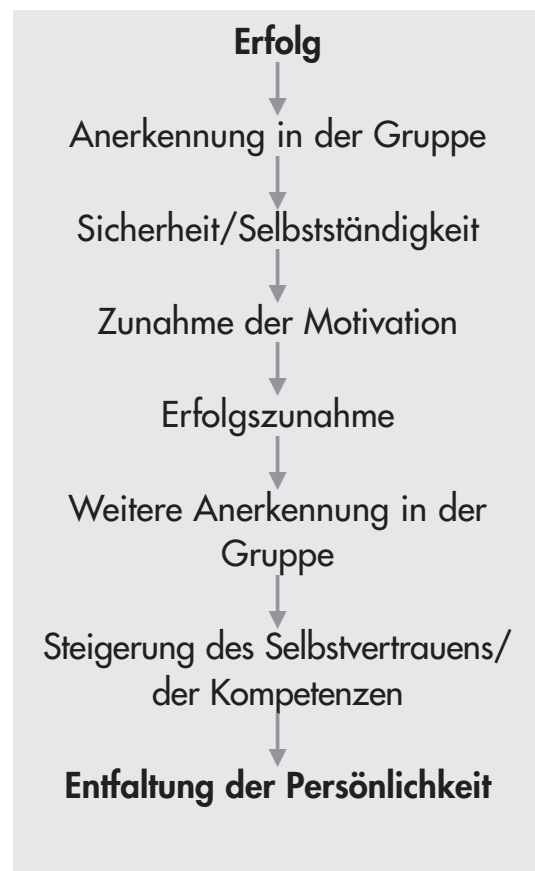 Erfolg
Anerkennung in der Gruppe
Sicherheit/Selbstständigkeit
Zunahme der Motivation
Erfolgszunahme
Weitere Anerkennung in der
Gruppe
Steigerung des Selbstvertrauens/
der Kompetenzen
Entfaltung der Persönlichkeit